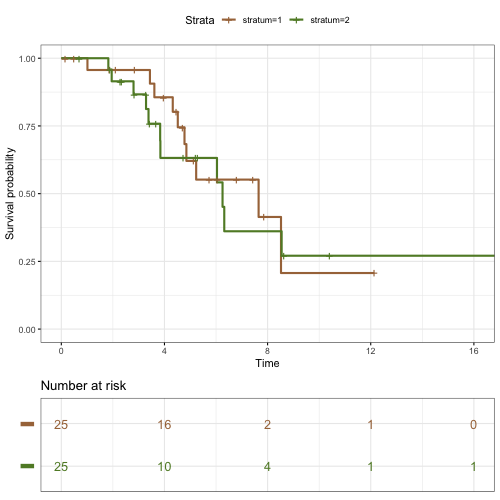 Strata stratum=1 stratum=2
1.00
0.75
0.50
0.25
0.00
Survival probability
0 4 8 12 16
Time
Number at risk
25 16 2 1 0
25 10 4 1 1